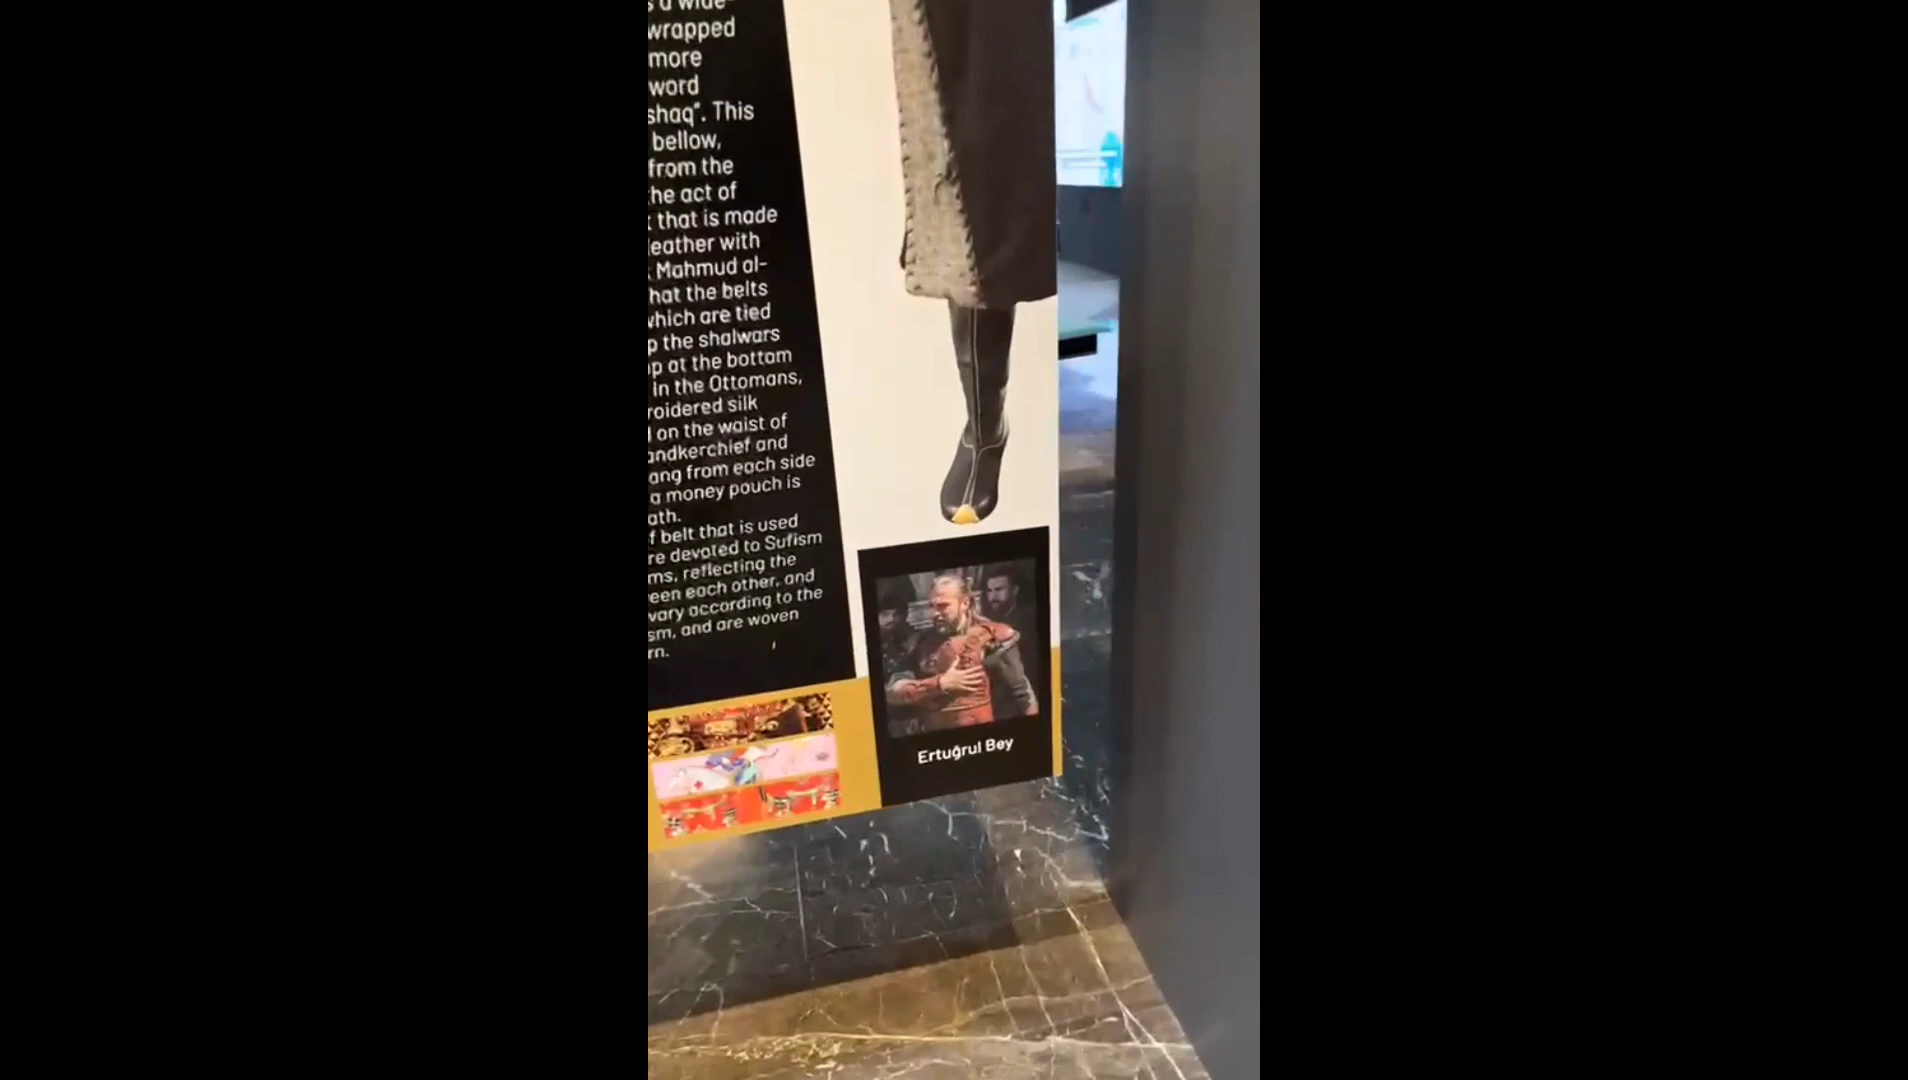 s a wide-
wrapped
more
word
shaq". This
bellow,
from the
he act of
that is made
leather with
Mahmud al-
hat the belts
which are tied
p the shalwars
op at the bottom
in the Ottomans,
roidered silk
on the waist of
andkerchief and
ang from each side
a money pouch is
ath.
f belt that is used
re devoted to Sufism
ms, reflecting the
een each other, and
vary according to the
sm, and are woven
rn.
Ertuğrul Bey